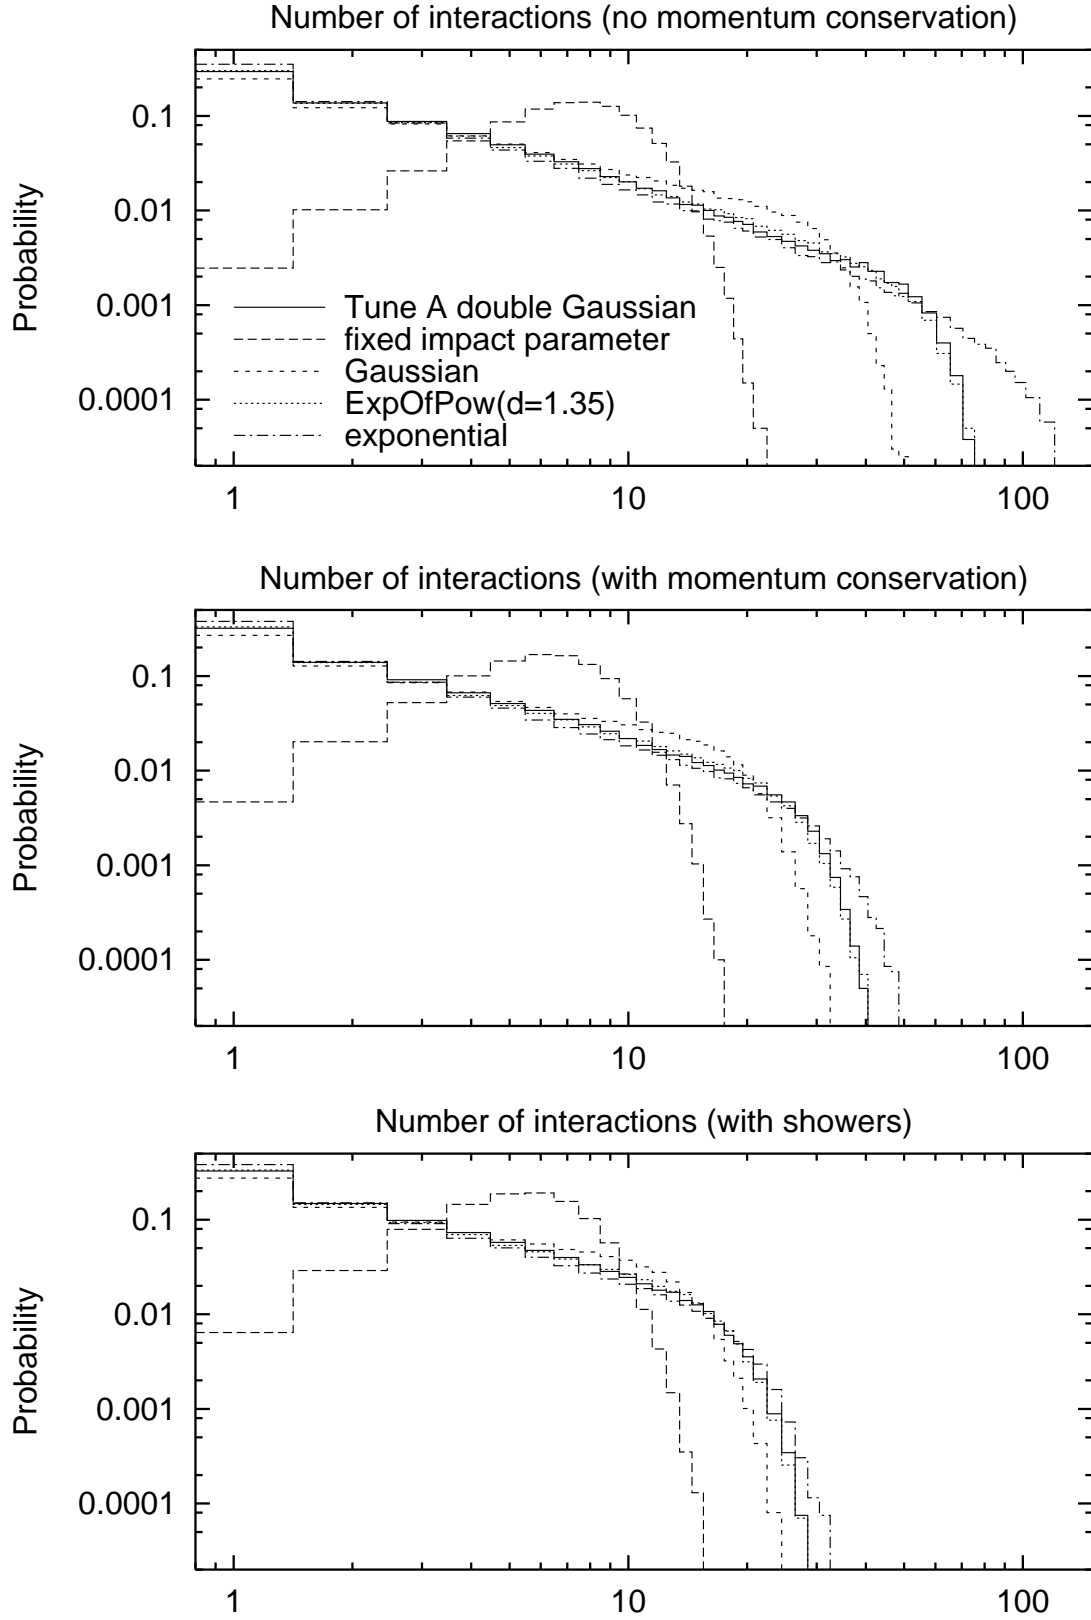 Number of interactions (no momentum conservation)
Probability
0.1
0.01
0.001
0.0001
Tune A double Gaussian
fixed impact parameter
Gaussian
ExpOfPow(d=1.35)
exponential
1 10 100
Number of interactions (with momentum conservation)
Probability
0.1
0.01
0.001
0.0001
1 10 100
Number of interactions (with showers)
Probability
0.1
0.01
0.001
0.0001
1 10 100